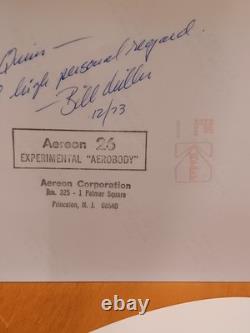 Quinn —
high personal regard.
— Bill Miller
12/73
Aereon 26
EXPERIMENTAL "AEROBODY"
Aereon Corporation
Rm. 325 - 1 Palmer Square
Princeton, N. J. 08540